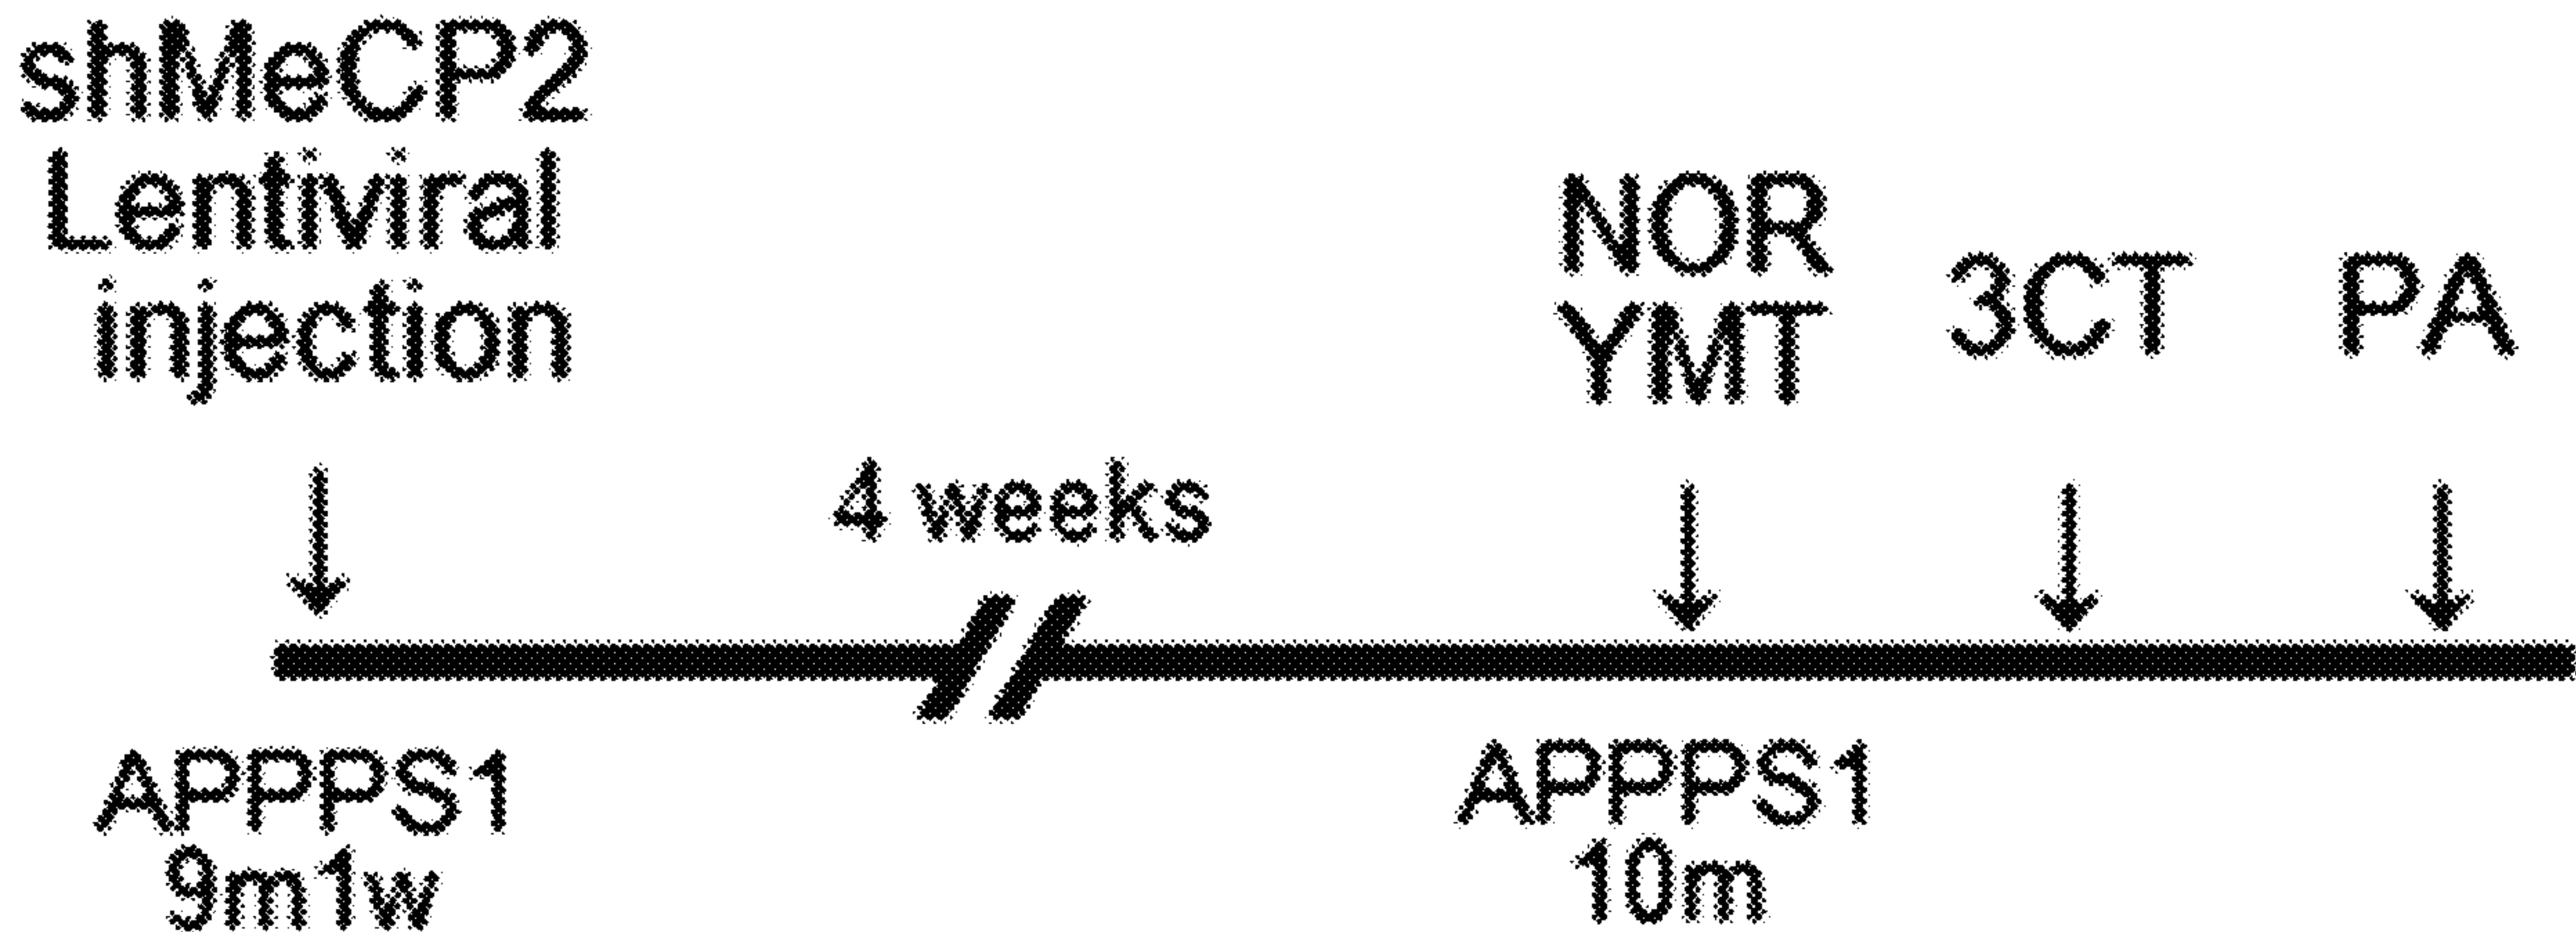 shMeCP2
Lentiviral
injection
4 weeks
NOR
YMT
3CT
PA
APPPS1
9m1w
APPPS1
10m